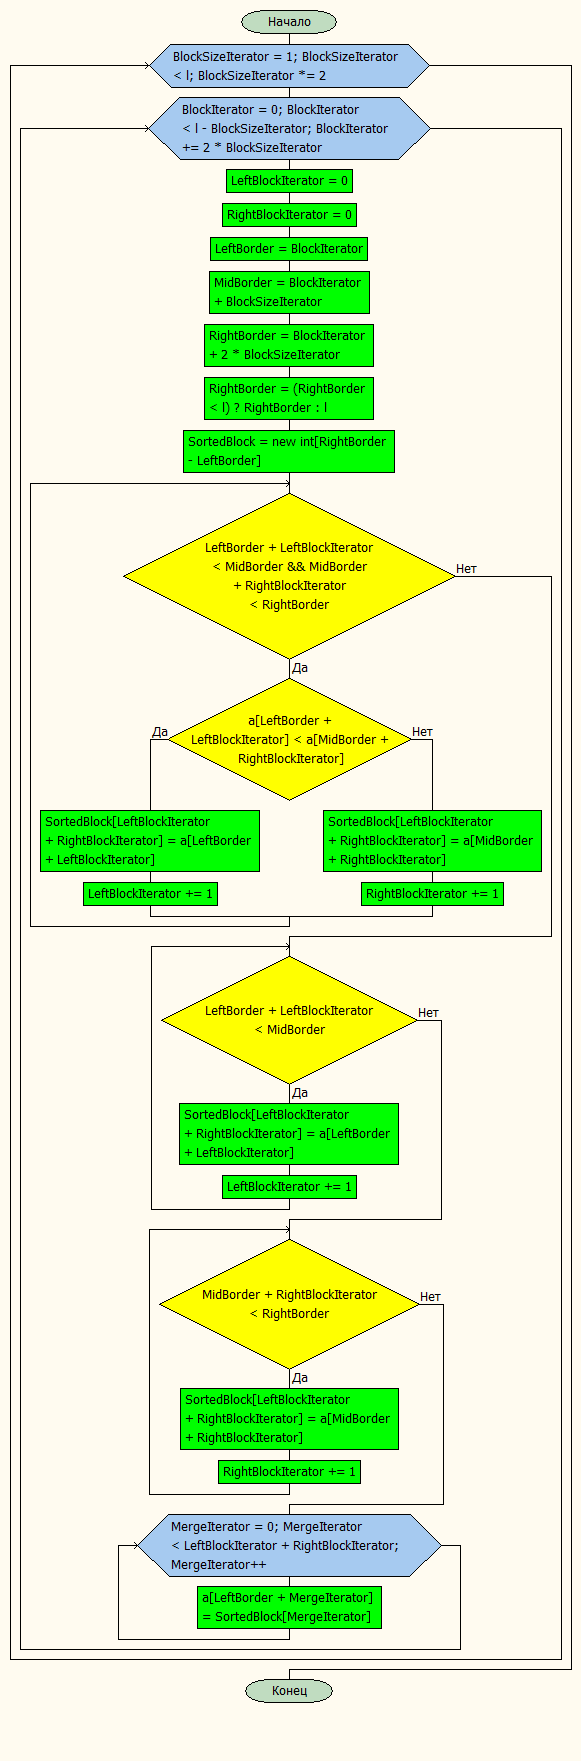 Начало
BlockSizeIterator = 1; BlockSizeIterator
< l; BlockSizeIterator *= 2
BlockIterator = 0; BlockIterator
< l - BlockSizeIterator; BlockIterator
+= 2 * BlockSizeIterator
LeftBlockIterator = 0
RightBlockIterator = 0
LeftBorder = BlockIterator
MidBorder = BlockIterator
+ BlockSizeIterator
RightBorder = BlockIterator
+ 2 * BlockSizeIterator
RightBorder = (RightBorder
< l) ? RightBorder : l
SortedBlock = new int[RightBorder
- LeftBorder]
LeftBorder + LeftBlockIterator
< MidBorder && MidBorder
+ RightBlockIterator
< RightBorder
Нет
Да
a[LeftBorder +
LeftBlockIterator] < a[MidBorder +
RightBlockIterator]
Да
Нет
SortedBlock[LeftBlockIterator
+ RightBlockIterator] = a[LeftBorder
+ LeftBlockIterator]
LeftBlockIterator += 1
SortedBlock[LeftBlockIterator
+ RightBlockIterator] = a[MidBorder
+ RightBlockIterator]
RightBlockIterator += 1
LeftBorder + LeftBlockIterator
< MidBorder
Нет
Да
SortedBlock[LeftBlockIterator
+ RightBlockIterator] = a[LeftBorder
+ LeftBlockIterator]
LeftBlockIterator += 1
MidBorder + RightBlockIterator
< RightBorder
Нет
Да
SortedBlock[LeftBlockIterator
+ RightBlockIterator] = a[MidBorder
+ RightBlockIterator]
RightBlockIterator += 1
MergeIterator = 0; MergeIterator
< LeftBlockIterator + RightBlockIterator;
MergeIterator++
a[LeftBorder + MergeIterator]
= SortedBlock[MergeIterator]
Конец